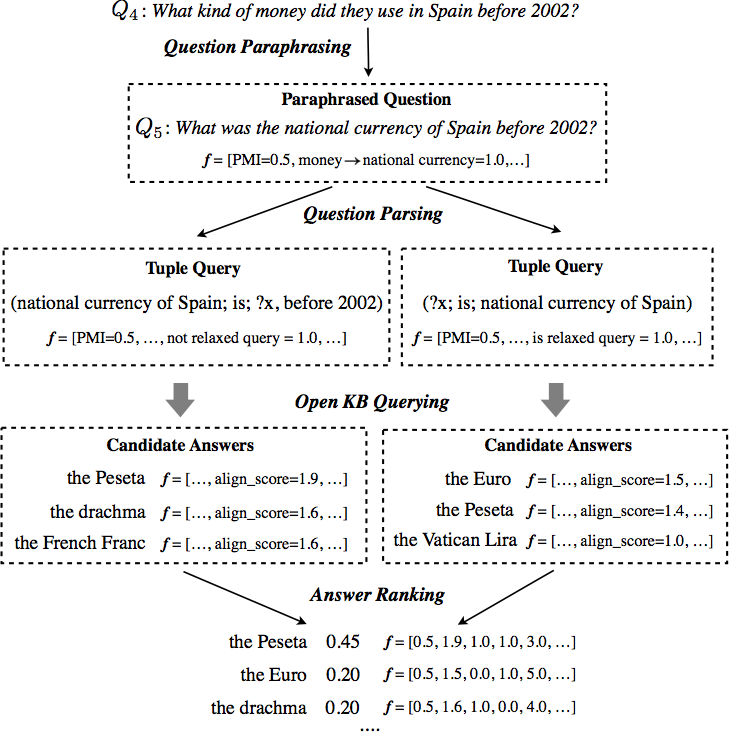 Q4: What kind of money did they use in Spain before 2002?
Question Paraphrasing
Paraphrased Question
Q5: What was the national currency of Spain before 2002?
f = [PMI=0.5, money→national currency=1.0,…]
Question Parsing
Tuple Query
(national currency of Spain; is; ?x, before 2002)
f = [PMI=0.5, …, not relaxed query = 1.0, …]
Tuple Query
(?x; is; national currency of Spain)
f = [PMI=0.5, …, is relaxed query = 1.0, …]
Open KB Querying
Candidate Answers
the Peseta f = […, align_score=1.9, …]
the drachma f = […, align_score=1.6, …]
the French Franc f = […, align_score=1.6, …]
Candidate Answers
the Euro f = […, align_score=1.5, …]
the Peseta f = […, align_score=1.4, …]
the Vatican Lira f = […, align_score=1.0, …]
Answer Ranking
the Peseta 0.45 f = [0.5, 1.9, 1.0, 1.0, 3.0, …]
the Euro 0.20 f = [0.5, 1.5, 0.0, 1.0, 5.0, …]
the drachma 0.20 f = [0.5, 1.6, 1.0, 0.0, 4.0, …]
....